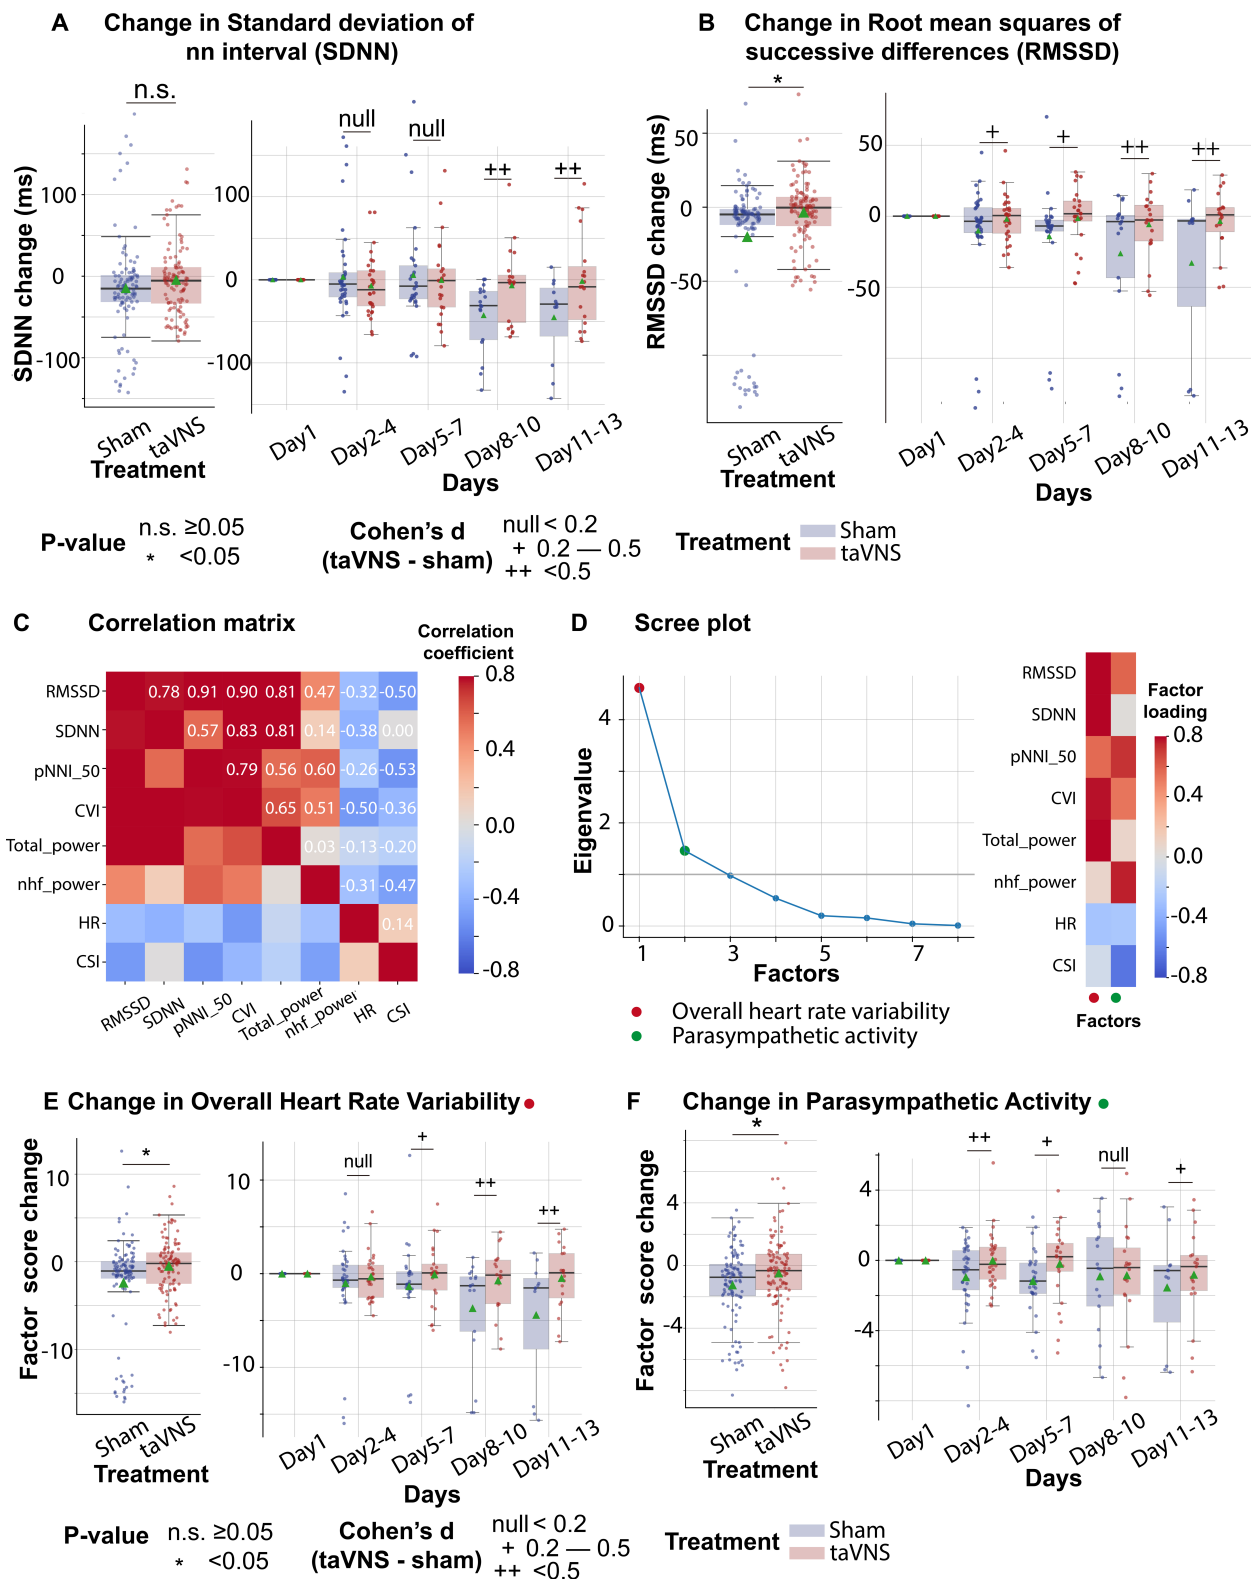 A Change in Standard deviation of
nn interval (SDNN)
n.s.
null
null
++
++
SDNN change (ms)
100
0
-100
100
0
-100
Sham
taVNS
Treatment
Day1
Day2-4
Day5-7
Day8-10
Day11-13
Days
B Change in Root mean squares of
successive differences (RMSSD)
*
+
+
++
++
RMSSD change (ms)
50
0
-50
50
0
-50
Sham
taVNS
Treatment
Day1
Day2-4
Day5-7
Day8-10
Day11-13
Days
P-value
n.s. ≥0.05
* <0.05
Cohen's d
(taVNS - sham)
null < 0.2
+ 0.2 — 0.5
++ <0.5
Treatment
Sham
taVNS
C Correlation matrix
Correlation
coefficient
0.8
0.4
0.0
-0.4
-0.8
RMSSD 0.78 0.91 0.90 0.81 0.47 -0.32 -0.50
SDNN 0.57 0.83 0.81 0.14 -0.38 0.00
pNNI_50 0.79 0.56 0.60 -0.26 -0.53
CVI 0.65 0.51 -0.50 -0.36
Total_power 0.03 -0.13 -0.20
nhf_power -0.31 -0.47
HR 0.14
CSI
RMSSD
SDNN
pNNI_50
CVI
Total_power
nhf_power
HR
CSI
D Scree plot
Eigenvalue
4
2
0
1 3 5 7
Factors
Overall heart rate variability
Parasympathetic activity
RMSSD
SDNN
pNNI_50
CVI
Total_power
nhf_power
HR
CSI
Factors
Factor
loading
0.8
0.4
0.0
-0.4
-0.8
E Change in Overall Heart Rate Variability
*
null
+
++
++
Factor score change
10
0
-10
10
0
-10
Sham
taVNS
Treatment
Day1
Day2-4
Day5-7
Day8-10
Day11-13
Days
F Change in Parasympathetic Activity
*
++
+
null
+
Factor score change
4
0
-4
4
0
-4
Sham
taVNS
Treatment
Day1
Day2-4
Day5-7
Day8-10
Day11-13
Days
P-value
n.s. ≥0.05
* <0.05
Cohen's d
(taVNS - sham)
null < 0.2
+ 0.2 — 0.5
++ <0.5
Treatment
Sham
taVNS